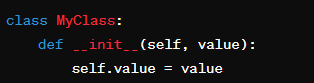 class MyClass:
    def __init__(self, value):
        self.value = value